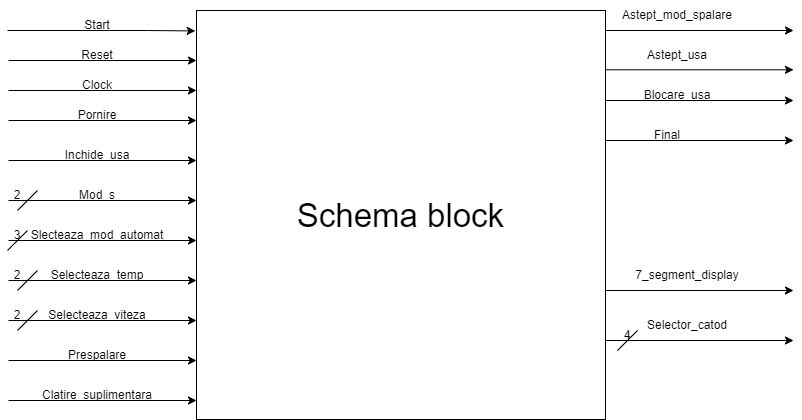 Start
Reset
Clock
Pornire
Inchide_usa
2 Mod_s
3 Slecteaza_mod_automat
2 Selecteaza_temp
2 Selecteaza_viteza
Prespalare
Clatire_suplimentara
Schema block
Astept_mod_spalare
Astept_usa
Blocare_usa
Final
7_segment_display
Selector_catod
4